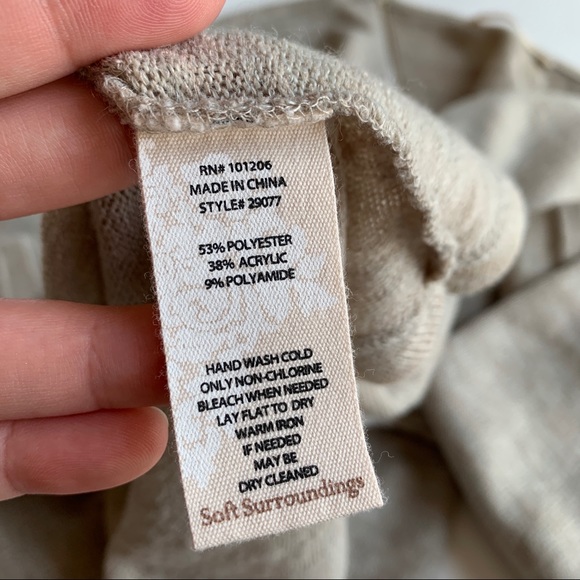 RN# 101206
MADE IN CHINA
STYLE# 29077
53% POLYESTER
38% ACRYLIC
9% POLYAMIDE
HAND WASH COLD
ONLY NON-CHLORINE
BLEACH WHEN NEEDED
LAY FLAT TO DRY
WARM IRON
IF NEEDED
MAY BE
DRY CLEANED
Soft Surroundings